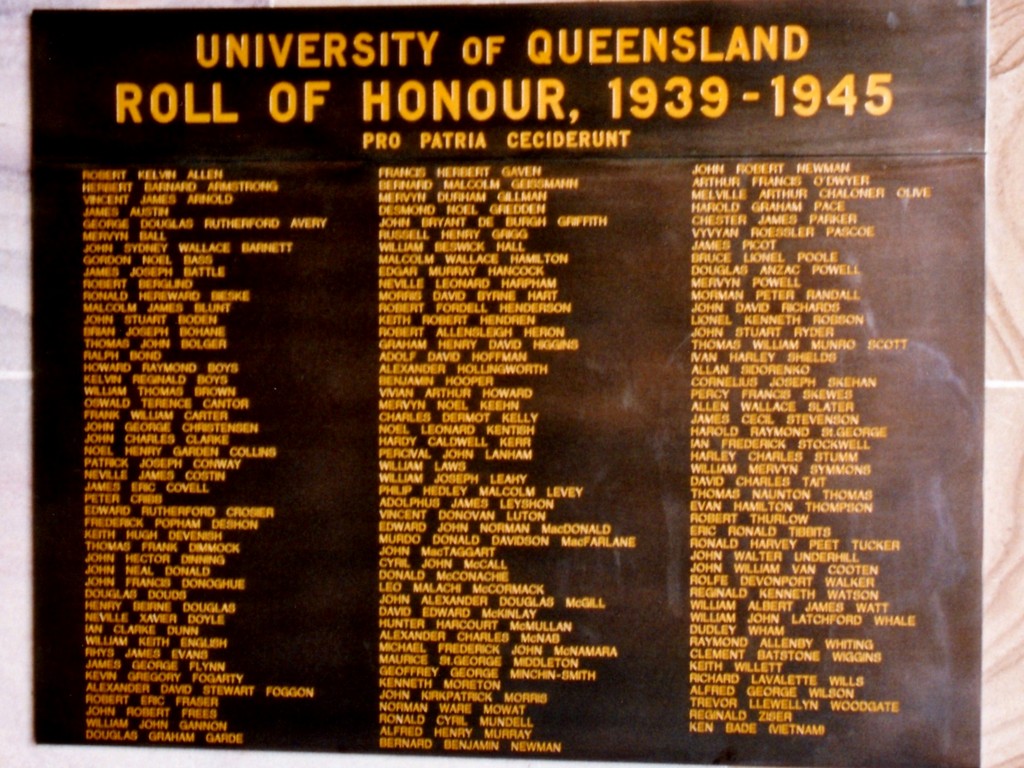 UNIVERSITY OF QUEENSLAND
ROLL OF HONOUR, 1939-1945
PRO PATRIA CECIDERUNT
ROBERT KELVIN ALLEN
HERBERT BARNARD ARMSTRONG
VINCENT JAMES ARNOLD
JAMES AUSTIN
GEORGE DOUGLAS RUTHERFORD AVERY
MERVYN BALL
JOHN SYDNEY WALLACE BARNETT
GORDON NOEL BASS
JAMES JOSEPH BATTLE
ROBERT BERGLIND
RONALD HEREWARD BIESKE
MALCOLM JAMES BLUNT
JOHN STUART BODEN
BRIAN JOSEPH BOHANE
THOMAS JOHN BOLGER
RALPH BOND
HOWARD RAYMOND BOYS
KELVIN REGINALD BOYS
WILLIAM THOMAS BROWN
OSWALD TERENCE CANTOR
FRANK WILLIAM CARTER
JOHN GEORGE CHRISTENSEN
JOHN CHARLES CLARKE
NOEL HENRY GARDEN COLLINS
PATRICK JOSEPH CONWAY
NEVILLE JAMES COSTIN
JAMES ERIC COVELL
PETER CRIBB
EDWARD RUTHERFORD CROSIER
FREDERICK POPHAM DESHON
KEITH HUGH DEVENISH
THOMAS FRANK DIMMOCK
JOHN HECTOR DINNING
JOHN NEAL DONALD
JOHN FRANCIS DONOGHUE
DOUGLAS DOUDS
HENRY BEIRNE DOUGLAS
NEVILLE XAVIER DOYLE
IAN CLARKE DUNN
WILLIAM KEITH ENGLISH
RHYS JAMES EVANS
JAMES GEORGE FLYNN
KEVIN GREGORY FOGARTY
ALEXANDER DAVID STEWART FOGGON
ROBERT ERIC FRASER
JOHN ROBERT FREES
WILLIAM JOHN GANNON
DOUGLAS GRAHAM GARDE
FRANCIS HERBERT GAVEN
BERNARD MALCOLM GEISSMANN
MERVYN DURHAM GILLMAN
DESMOND NOEL GREDDEN
JOHN BRYANT DE BURGH GRIFFITH
RUSSELL HENRY GRIGG
WILLIAM BESWICK HALL
MALCOLM WALLACE HAMILTON
EDGAR MURRAY HANCOCK
NEVILLE LEONARD HARPHAM
MORRIS DAVID BYRNE HART
ROBERT FORDELL HENDERSON
KEITH ROBERT HENDREN
ROBERT ALLENSLEIGH HERON
GRAHAM HENRY DAVID HIGGINS
ADOLF DAVID HOFFMAN
ALEXANDER HOLLINGWORTH
BENJAMIN HOOPER
VIVIAN ARTHUR HOWARD
MERVYN NOEL KEEHN
CHARLES DERMOT KELLY
NOEL LEONARD KENTISH
HARDY CALDWELL KERR
PERCIVAL JOHN LANHAM
WILLIAM LAWS
WILLIAM JOSEPH LEAHY
PHILIP HEDLEY MALCOLM LEVEY
ADOLPHUS JAMES LEYSHON
VINCENT DONOVAN LUTON
EDWARD JOHN NORMAN MacDONALD
MURDO DONALD DAVIDSON MacFARLANE
JOHN MacTAGGART
CYRIL JOHN McCALL
DONALD McCONACHIE
LEO MALACHI McCORMACK
JOHN ALEXANDER DOUGLAS McGILL
DAVID EDWARD McKINLAY
HUNTER HARCOURT McMULLAN
ALEXANDER CHARLES McNAB
MICHAEL FREDERICK JOHN McNAMARA
MAURICE St.GEORGE MIDDLETON
GEOFFREY GEORGE MINCHIN-SMITH
KENNETH MORETON
JOHN KIRKPATRICK MORRIS
NORMAN WARE MOWAT
RONALD CYRIL MUNDELL
ALFRED HENRY MURRAY
BERNARD BENJAMIN NEWMAN
JOHN ROBERT NEWMAN
ARTHUR FRANCIS O'DWYER
MELVILLE ARTHUR CHALONER OLIVE
HAROLD GRAHAM PACE
CHESTER JAMES PARKER
VYVYAN ROESSLER PASCOE
JAMES PICOT
BRUCE LIONEL POOLE
DOUGLAS ANZAC POWELL
MERVYN POWELL
MORMAN PETER RANDALL
JOHN DAVID RICHARDS
LIONEL KENNETH ROBSON
JOHN STUART RYDER
THOMAS WILLIAM MUNRO SCOTT
IVAN HARLEY SHIELDS
ALLAN SIDORENKO
CORNELIUS JOSEPH SKEHAN
PERCY FRANCIS SKEWES
ALLEN WALLACE SLATER
JAMES CECIL STEVENSON
HAROLD RAYMOND St.GEORGE
IAN FREDERICK STOCKWELL
HARLEY CHARLES STUMM
WILLIAM MERVYN SYMMONS
DAVID CHARLES TAIT
THOMAS NAUNTON THOMAS
EVAN HAMILTON THOMPSON
ROBERT THURLOW
ERIC RONALD TIBBITS
RONALD HARVEY PEET TUCKER
JOHN WALTER UNDERHILL
JOHN WILLIAM VAN COOTEN
ROLFE DEVONPORT WALKER
REGINALD KENNETH WATSON
WILLIAM ALBERT JAMES WATT
WILLIAM JOHN LATCHFORD WHALE
DUDLEY WHAM
RAYMOND ALLENBY WHITING
CLEMENT BATSTONE WIGGINS
KEITH WILLETT
RICHARD LAVALETTE WILLS
ALFRED GEORGE WILSON
TREVOR LLEWELLYN WOODGATE
REGINALD ZISER
KEN BADE (VIETNAM)